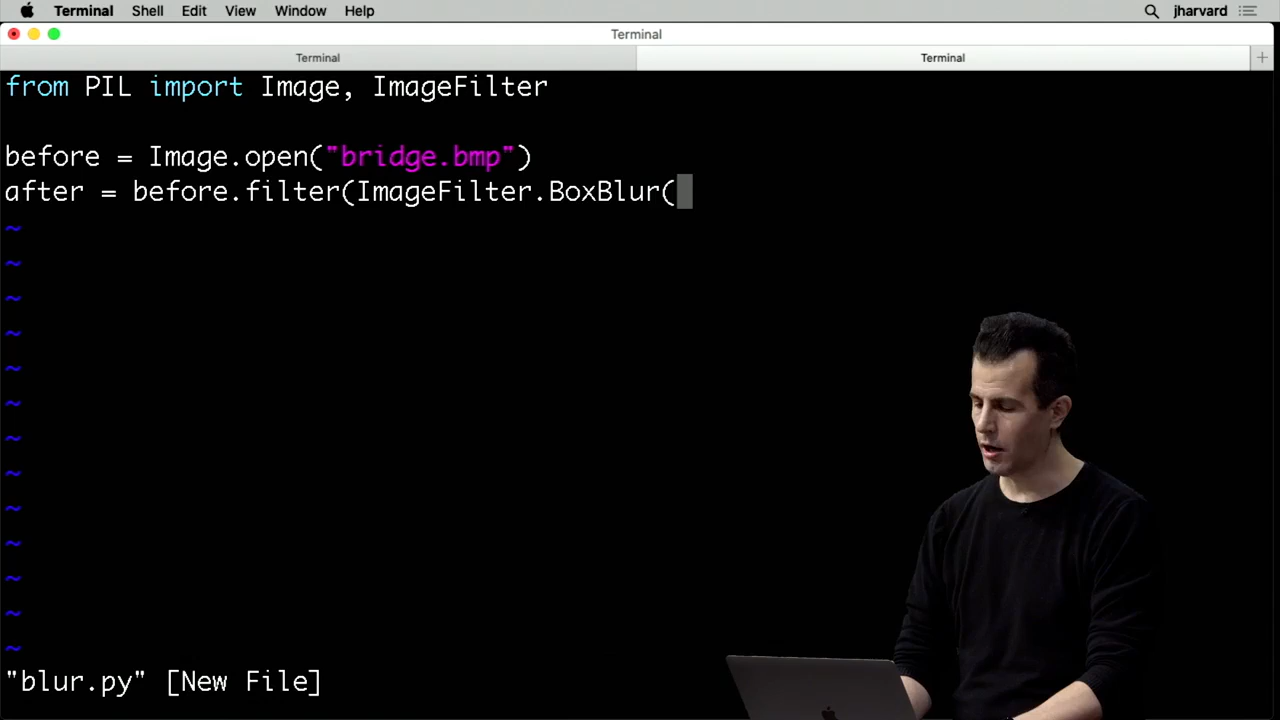 Terminal Shell Edit View Window Help jharvard
Terminal
Terminal Terminal
from PIL import Image, ImageFilter
before = Image.open("bridge.bmp")
after = before.filter(ImageFilter.BoxBlur(
~
~
~
~
~
~
~
~
~
~
~
~
~
"blur.py" [New File]